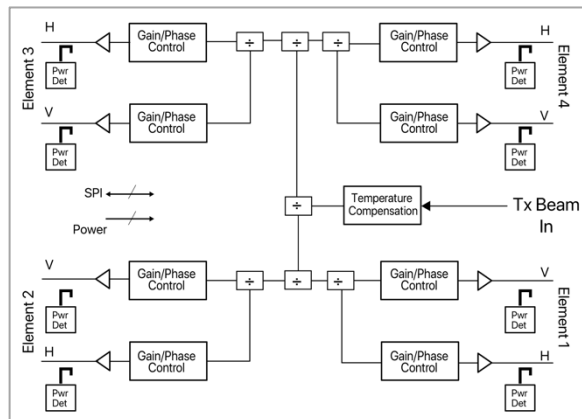 H
Pwr
Det
Element 3
Gain/Phase
Control
÷
÷
÷
Gain/Phase
Control
H
Pwr
Det
Element 4
V
Pwr
Det
Gain/Phase
Control
Gain/Phase
Control
V
Pwr
Det
SPI
Power
÷
Temperature
Compensation
Tx Beam
In
V
Pwr
Det
Element 2
Gain/Phase
Control
÷
÷
÷
Gain/Phase
Control
V
Pwr
Det
Element 1
H
Pwr
Det
Gain/Phase
Control
Gain/Phase
Control
H
Pwr
Det